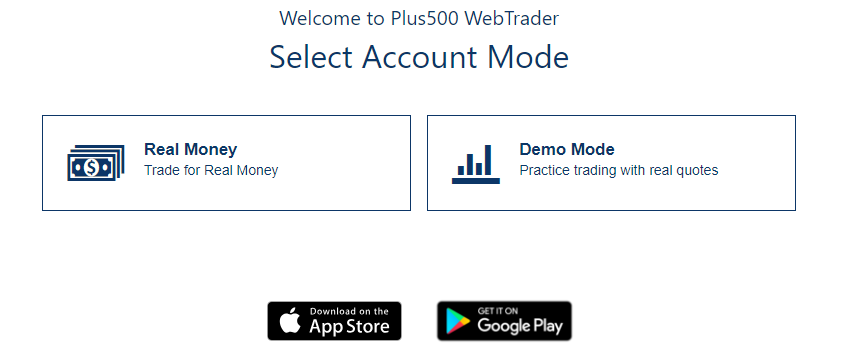 Welcome to Plus500 WebTrader
Select Account Mode
Real Money
Trade for Real Money
Demo Mode
Practice trading with real quotes
Download on the
App Store
GET IT ON
Google Play